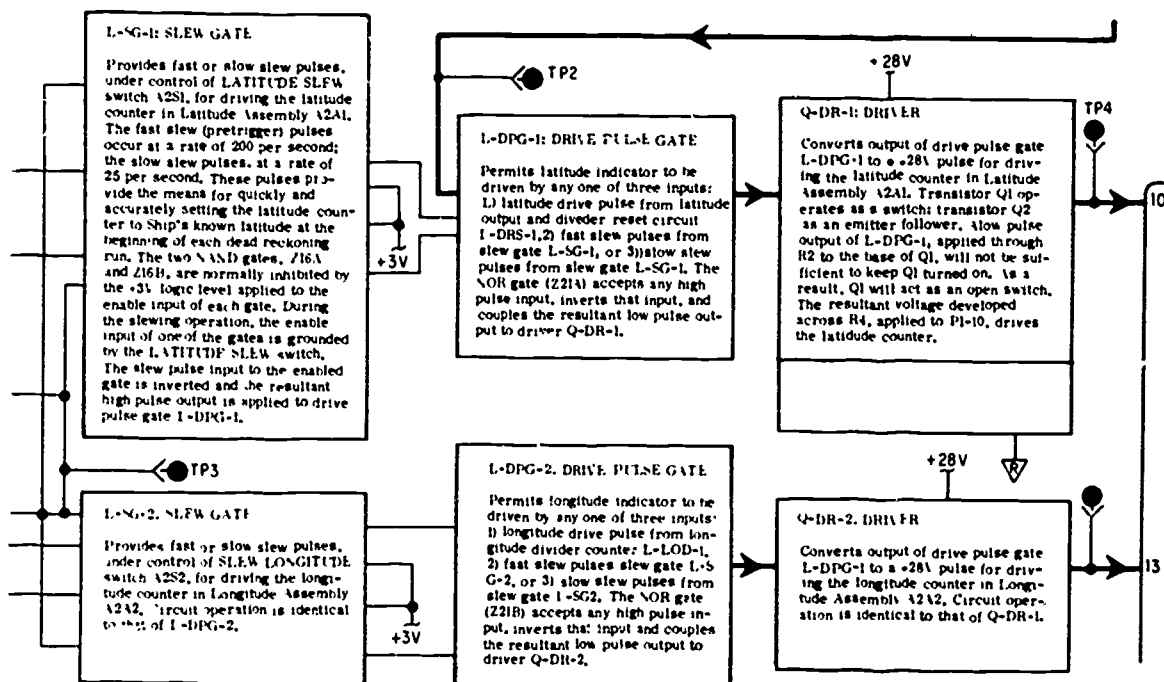 L-SG-1: SLEW GATE
Provides fast or slow slew pulses,
under control of LATITUDE SLEW
switch A2S1, for driving the latitude
counter in Latitude Assembly A2A1.
The fast slew (pretrigger) pulses
occur at a rate of 200 per second;
the slow slew pulses, at a rate of
25 per second. These pulses pro-
vide the means for quickly and
accurately setting the latitude coun-
ter to Ship's known latitude at the
beginning of each dead reckoning
run. The two NAND gates, Z16A
and Z16B, are normally inhibited by
the +3V logic level applied to the
enable input of each gate. During
the slewing operation, the enable
input of one of the gates is grounded
by the LATITUDE SLEW switch.
The slew pulse input to the enabled
gate is inverted and the resultant
high pulse output is applied to drive
pulse gate L-DPG-1.
+3V
TP2
L-DPG-1: DRIVE PULSE GATE
Permits latitude indicator to be
driven by any one of three inputs:
1.) latitude drive pulse from latitude
output and diveder reset circuit
L-DRS-1,2) fast slew pulses from
slew gate L-SG-1, or 3))slow slew
pulses from slew gate L-SG-1. The
NOR gate (Z21A) accepts any high
pulse input, inverts that input, and
couples the resultant low pulse out-
put to driver Q-DR-1.
+28V
Q-DR-1: DRIVER
Converts output of drive pulse gate
L-DPG-1 to a +28V pulse for driv-
ing the latitude counter in Latitude
Assembly A2A1. Transistor Q1 op-
erates as a switch; transistor Q2
as an emitter follower. Alow pulse
output of L-DPG-1, applied through
R2 to the base of Q1, will not be suf-
ficient to keep Q1 turned on. As a
result, Q1 will act as an open switch.
The resultant voltage developed
across R4, applied to P1-10, drives
the latidude counter.
TP4
10
R
TP3
L-SG-2. SLEW GATE
Provides fast or slow slew pulses,
under control of SLEW LONGITUDE
switch A2S2, for driving the longi-
tude counter in Longitude Assembly
A2A2. Circuit operation is identical
to that of L-DPG-2.
+3V
L-DPG-2. DRIVE PULSE GATE
Permits longitude indicator to be
driven by any one of three inputs:
1) longitude drive pulse from lon-
gitude divider counter L-LOD-1,
2) fast slew pulses slew gate L-S
G-2, or 3) slow slew pulses from
slew gate L-SG2. The NOR gate
(Z21B) accepts any high pulse in-
put, inverts that input and couples
the resultant low pulse output to
driver Q-DR-2.
+28V
Q-DR-2. DRIVER
Converts output of drive pulse gate
L-DPG-1 to a +28V pulse for driv-
ing the longitude counter in Longi-
tude Assembly A2A2. Circuit oper-
ation is identical to that of Q-DR-1.
13